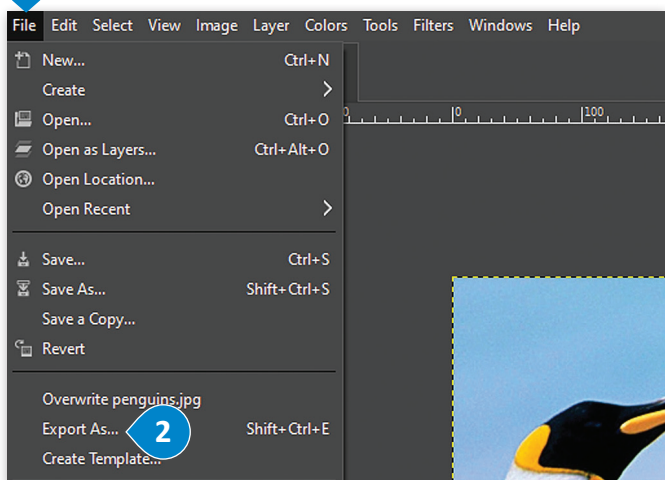 File Edit Select View Image Layer Colors Tools Filters Windows Help
New... Ctrl+N
Create
Open... Ctrl+O
0 0 100
Open as Layers... Ctrl+Alt+O
Open Location...
Open Recent
Save... Ctrl+S
Save As... Shift+Ctrl+S
Save a Copy...
Revert
Overwrite penguins.jpg
Export As... 2 Shift+Ctrl+E
Create Template...